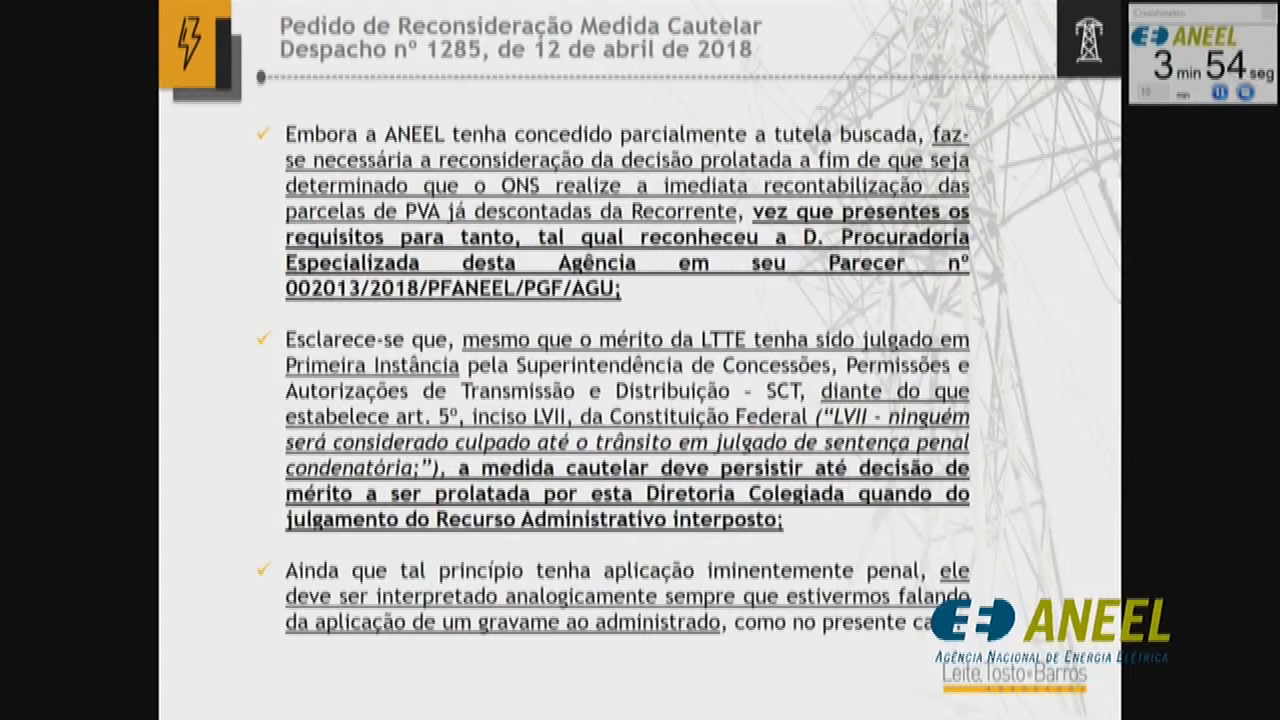 Pedido de Reconsideração Medida Cautelar
Despacho nº 1285, de 12 de abril de 2018
Cronômetro
ANEEL
3 min 54 seg
10 min
Embora a ANEEL tenha concedido parcialmente a tutela buscada, faz-
se necessária a reconsideração da decisão prolatada a fim de que seja
determinado que o ONS realize a imediata recontabilização das
parcelas de PVA já descontadas da Recorrente, vez que presentes os
requisitos para tanto, tal qual reconheceu a D. Procuradoria
Especializada desta Agência em seu Parecer nº
002013/2018/PFANEEL/PGF/AGU;
Esclarece-se que, mesmo que o mérito da LTTE tenha sido julgado em
Primeira Instância pela Superintendência de Concessões, Permissões e
Autorizações de Transmissão e Distribuição - SCT, diante do que
estabelece art. 5º, inciso LVII, da Constituição Federal (“LVII - ninguém
será considerado culpado até o trânsito em julgado de sentença penal
condenatória;”), a medida cautelar deve persistir até decisão de
mérito a ser prolatada por esta Diretoria Colegiada quando do
julgamento do Recurso Administrativo interposto;
Ainda que tal princípio tenha aplicação iminentemente penal, ele
deve ser interpretado analogicamente sempre que estivermos falando
da aplicação de um gravame ao administrado, como no presente
ANEEL
AGÊNCIA NACIONAL DE ENERGIA ELÉTRICA
Leite, Tosto e Barros
ADVOGADOS